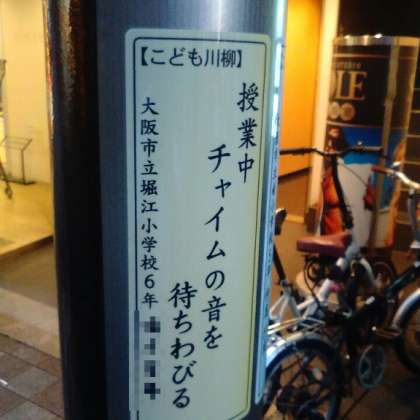 【こども川柳】
授業中
チャイムの音を
待ちわびる
大阪市立堀江小学校6年